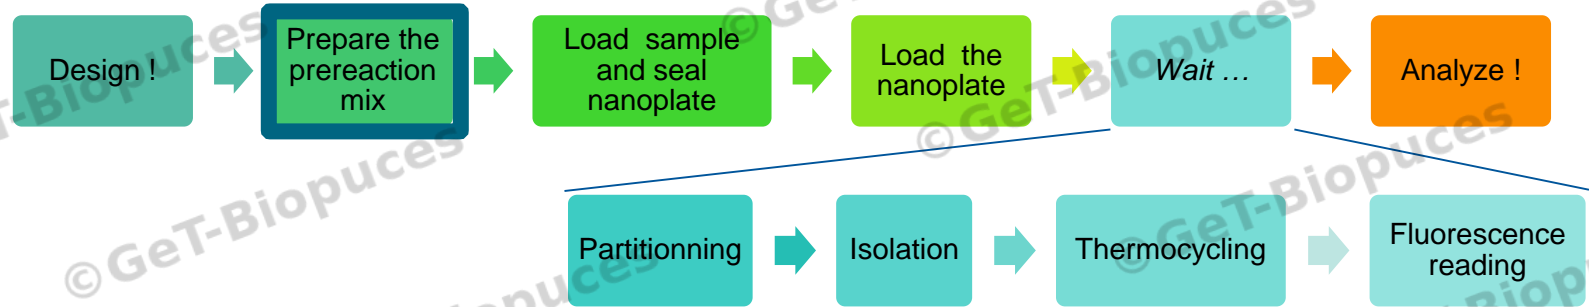 Design !
Prepare the
prereaction
mix
Load sample
and seal
nanoplate
Load the
nanoplate
Wait …
Analyze !
Partitionning
Isolation
Thermocycling
Fluorescence
reading
©GeT-Biopuces
©GeT-Biopuces
©GeT-Biopuces